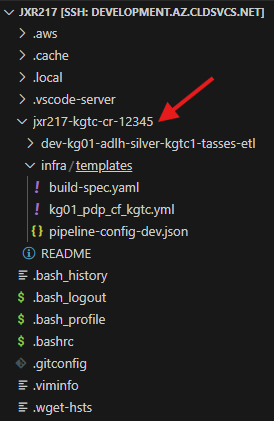 JXR217 [SSH: DEVELOPMENT.AZ.CLDSVCS.NET]
.aws
.cache
.local
.vscode-server
jxr217-kgtc-cr-12345
dev-kg01-adlh-silver-kgtc1-tasses-etl
infra / templates
build-spec.yaml
kg01_pdp_cf_kgtc.yml
pipeline-config-dev.json
README
.bash_history
.bash_logout
.bash_profile
.bashrc
.gitconfig
.viminfo
.wget-hsts